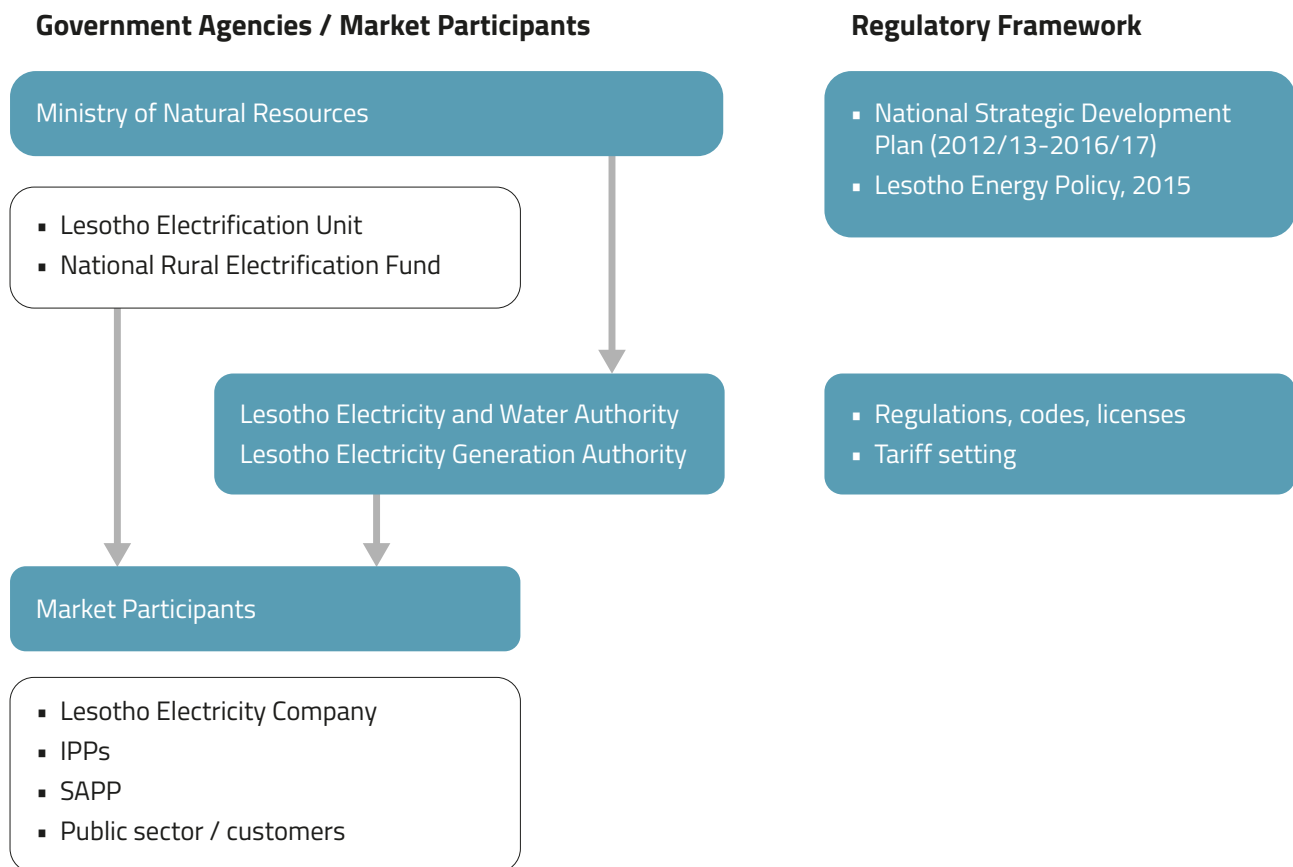 Government Agencies / Market Participants
Regulatory Framework
Ministry of Natural Resources
▪ National Strategic Development
Plan (2012/13-2016/17)
▪ Lesotho Energy Policy, 2015
▪ Lesotho Electrification Unit
▪ National Rural Electrification Fund
Lesotho Electricity and Water Authority
Lesotho Electricity Generation Authority
▪ Regulations, codes, licenses
▪ Tariff setting
Market Participants
▪ Lesotho Electricity Company
▪ IPPs
▪ SAPP
▪ Public sector / customers